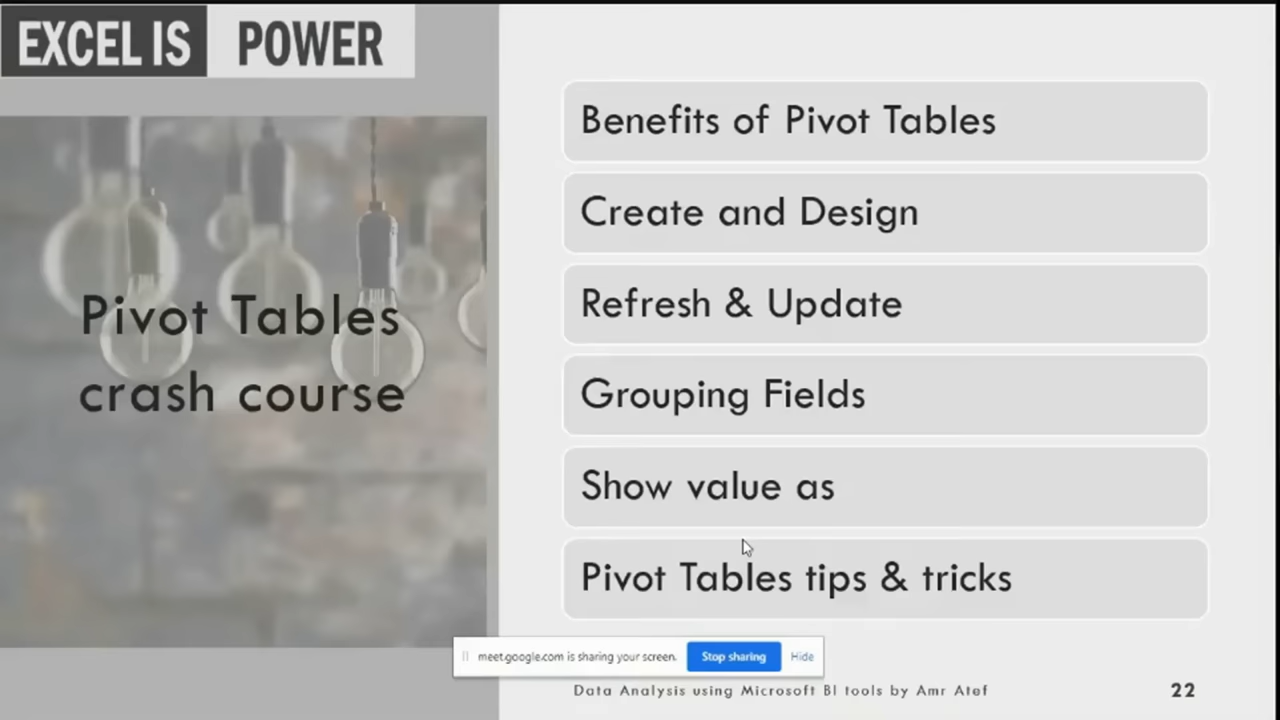 EXCEL IS POWER
Pivot Tables
crash course
Benefits of Pivot Tables
Create and Design
Refresh & Update
Grouping Fields
Show value as
Pivot Tables tips & tricks
meet.google.com is sharing your screen. Stop sharing Hide
Data Analysis using Microsoft BI tools by Amr Atef 22